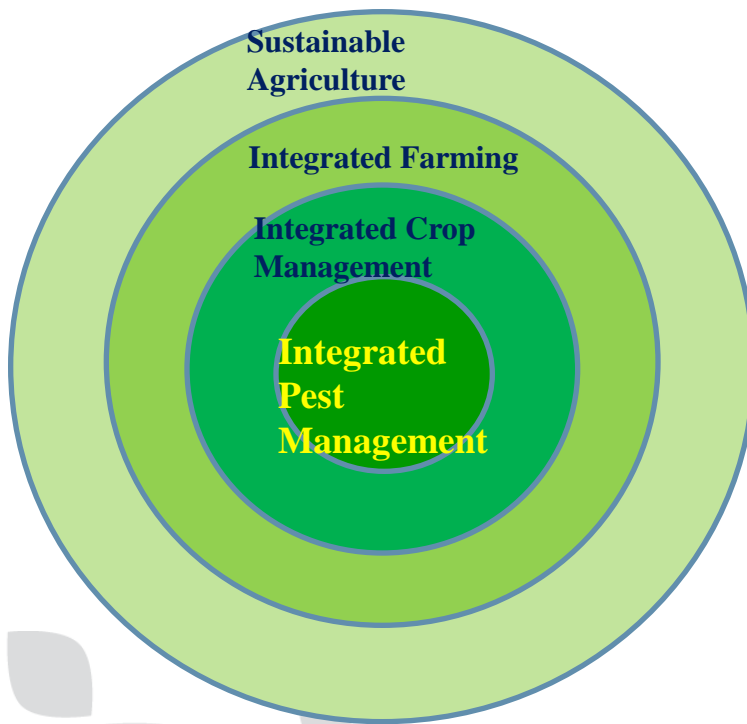 Sustainable
Agriculture
Integrated Farming
Integrated Crop
Management
Integrated
Pest
Management